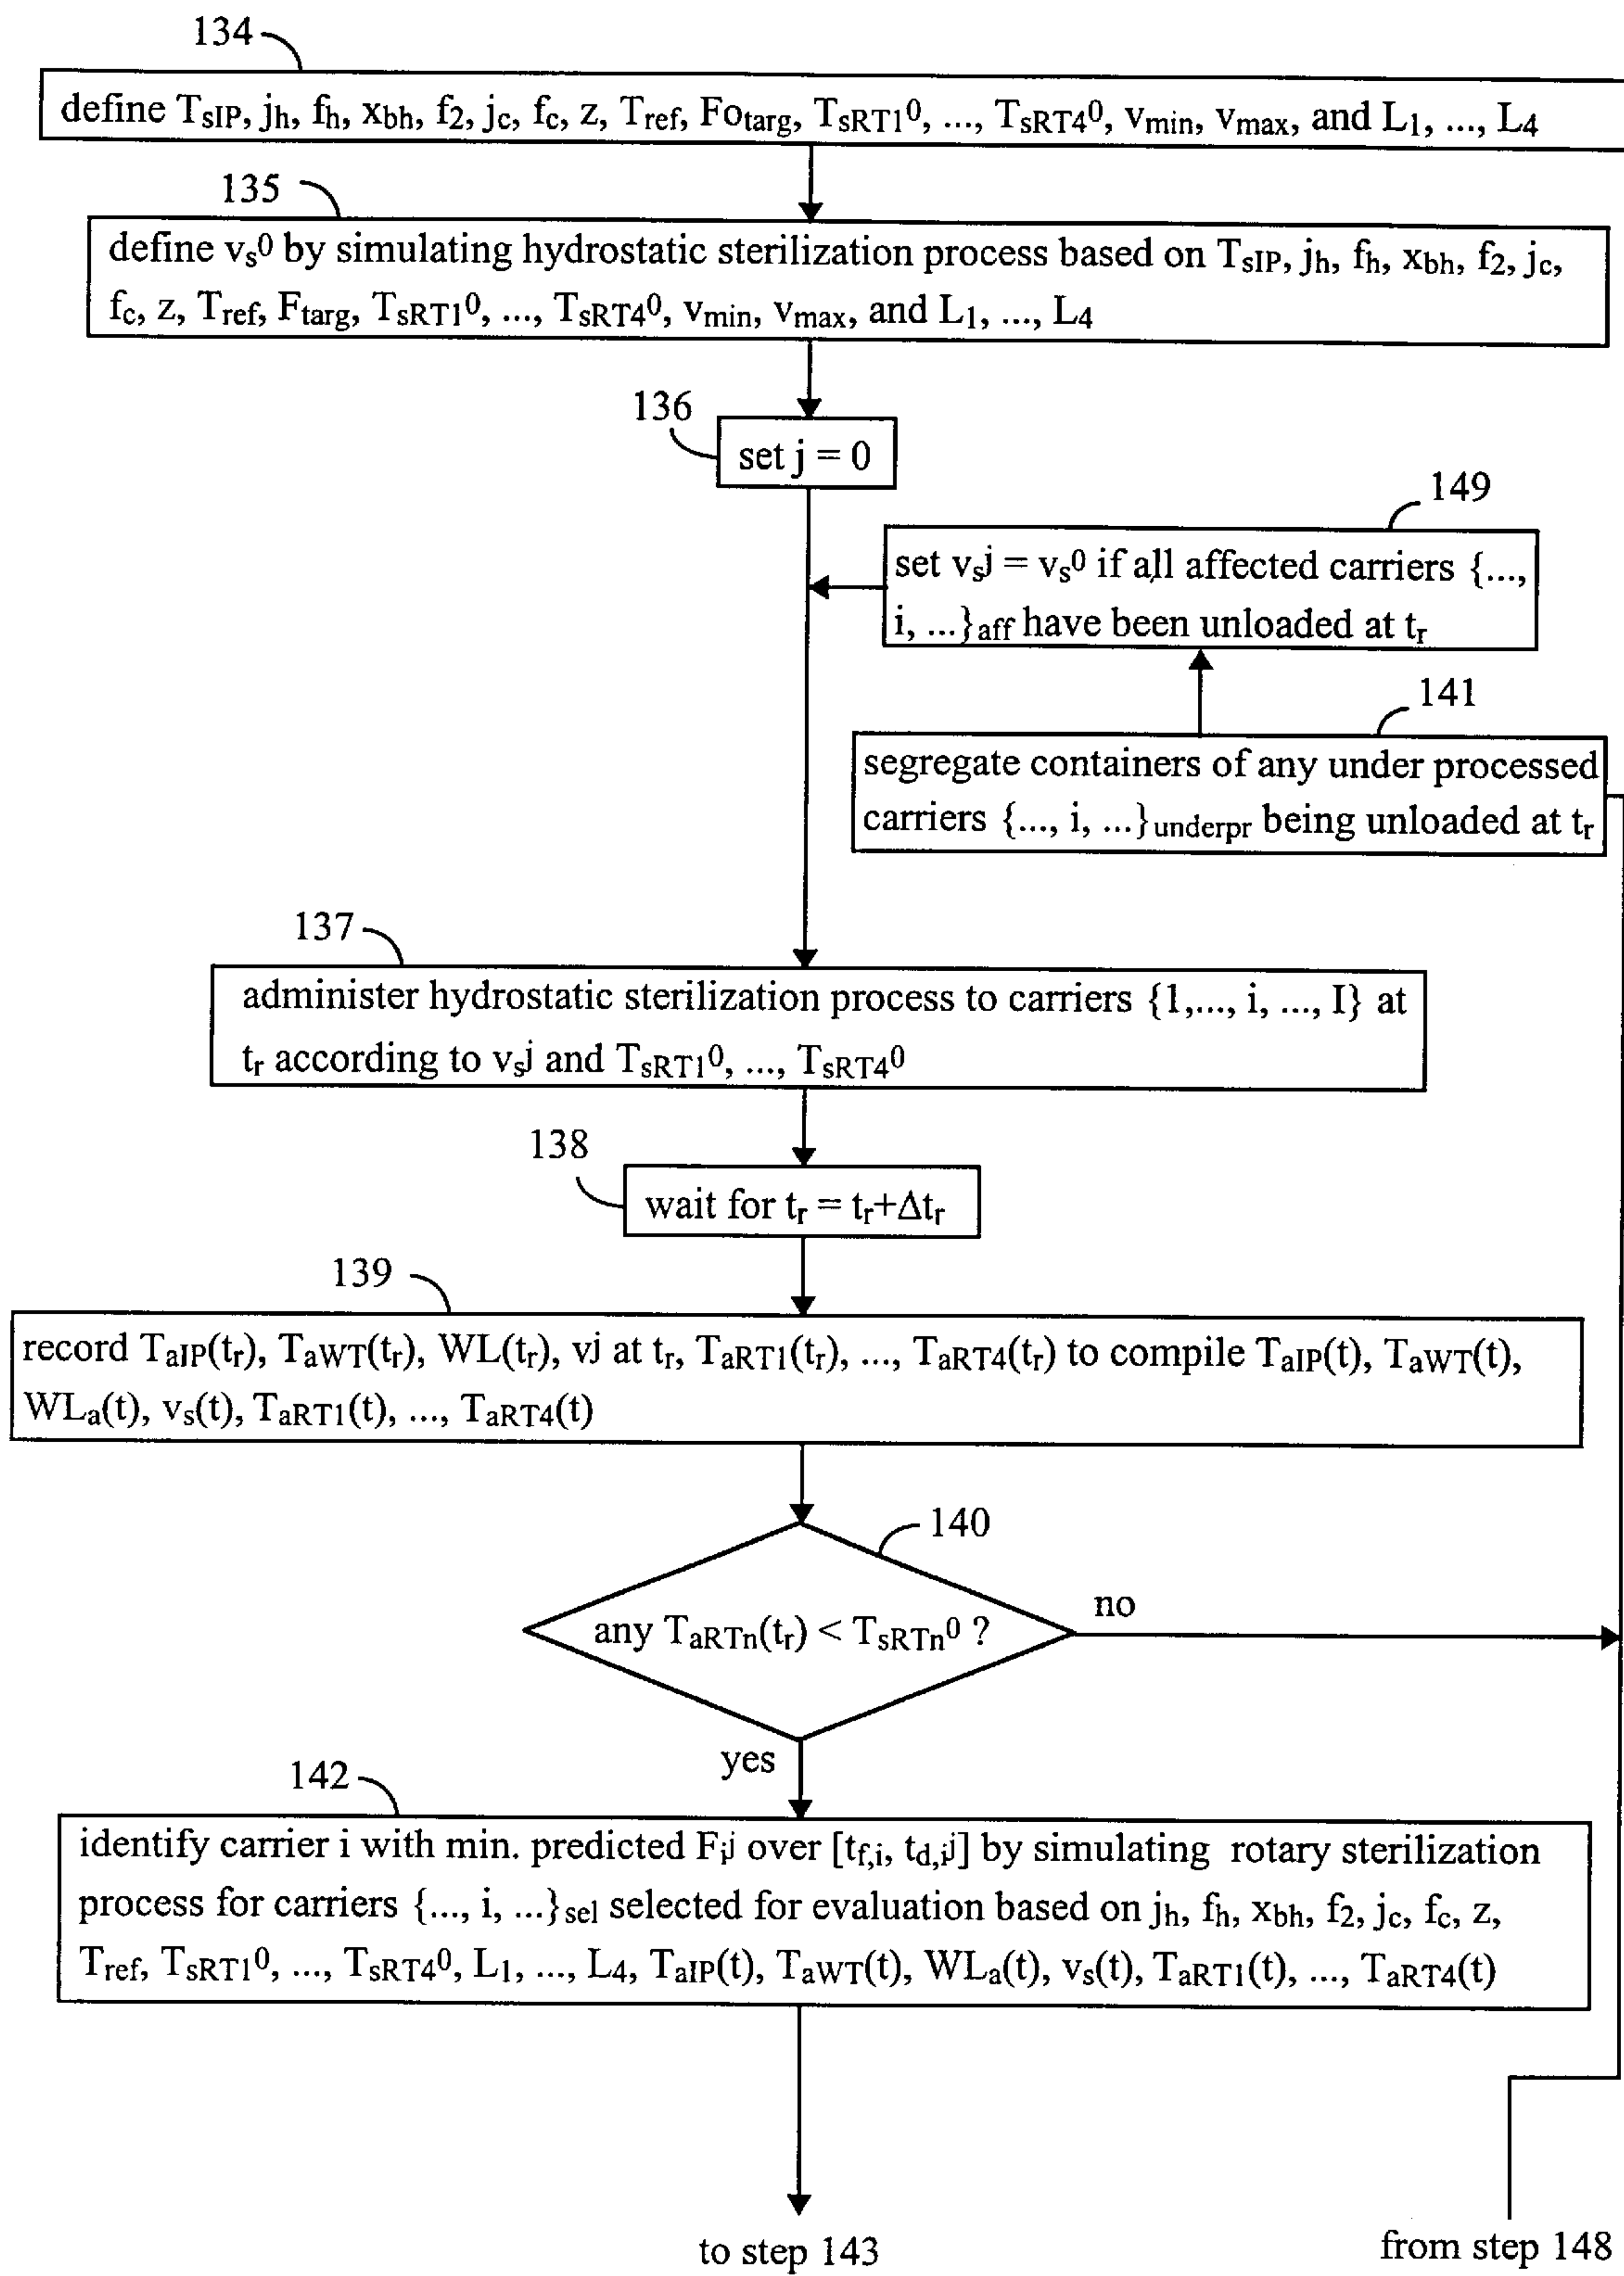 134
define TsIP, jh, fh, xbh, f2, jc, fc, z, Tref, Fotarg, TsRT1⁰, ..., TsRT4⁰, vmin, vmax, and L1, ..., L4
135
define vs⁰ by simulating hydrostatic sterilization process based on TsIP, jh, fh, xbh, f2, jc,
fc, z, Tref, Ftarg, TsRT1⁰, ..., TsRT4⁰, vmin, vmax, and L1, ..., L4
136
set j = 0
149
set vsj = vs⁰ if all affected carriers {...,
i, ...}aff have been unloaded at tr
141
segregate containers of any under processed
carriers {..., i, ...}underpr being unloaded at tr
137
administer hydrostatic sterilization process to carriers {1,..., i, ..., I} at
tr according to vsj and TsRT1⁰, ..., TsRT4⁰
138
wait for tr = tr+Δtr
139
record TaIP(tr), TaWT(tr), WL(tr), vj at tr, TaRT1(tr), ..., TaRT4(tr) to compile TaIP(t), TaWT(t),
WLa(t), vs(t), TaRT1(t), ..., TaRT4(t)
140
any TaRTn(tr) < TsRTn⁰ ?
no
yes
142
identify carrier i with min. predicted Fij over [tf,i, td,ij] by simulating rotary sterilization
process for carriers {..., i, ...}sel selected for evaluation based on jh, fh, xbh, f2, jc, fc, z,
Tref, TsRT1⁰, ..., TsRT4⁰, L1, ..., L4, TaIP(t), TaWT(t), WLa(t), vs(t), TaRT1(t), ..., TaRT4(t)
to step 143
from step 148